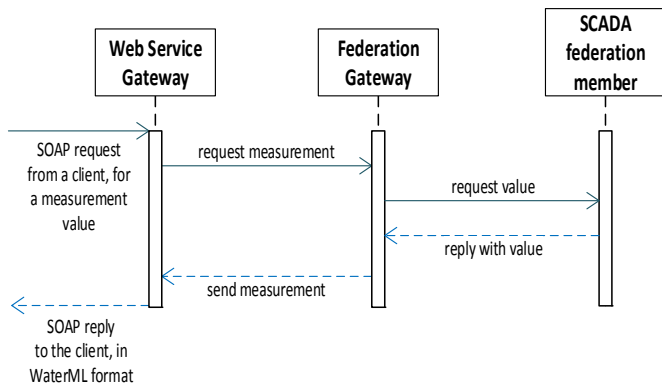 Web Service
Gateway
Federation
Gateway
SCADA
federation
member
SOAP request
from a client, for
a measurement
value
request measurement
request value
reply with value
send measurement
SOAP reply
to the client, in
WaterML format